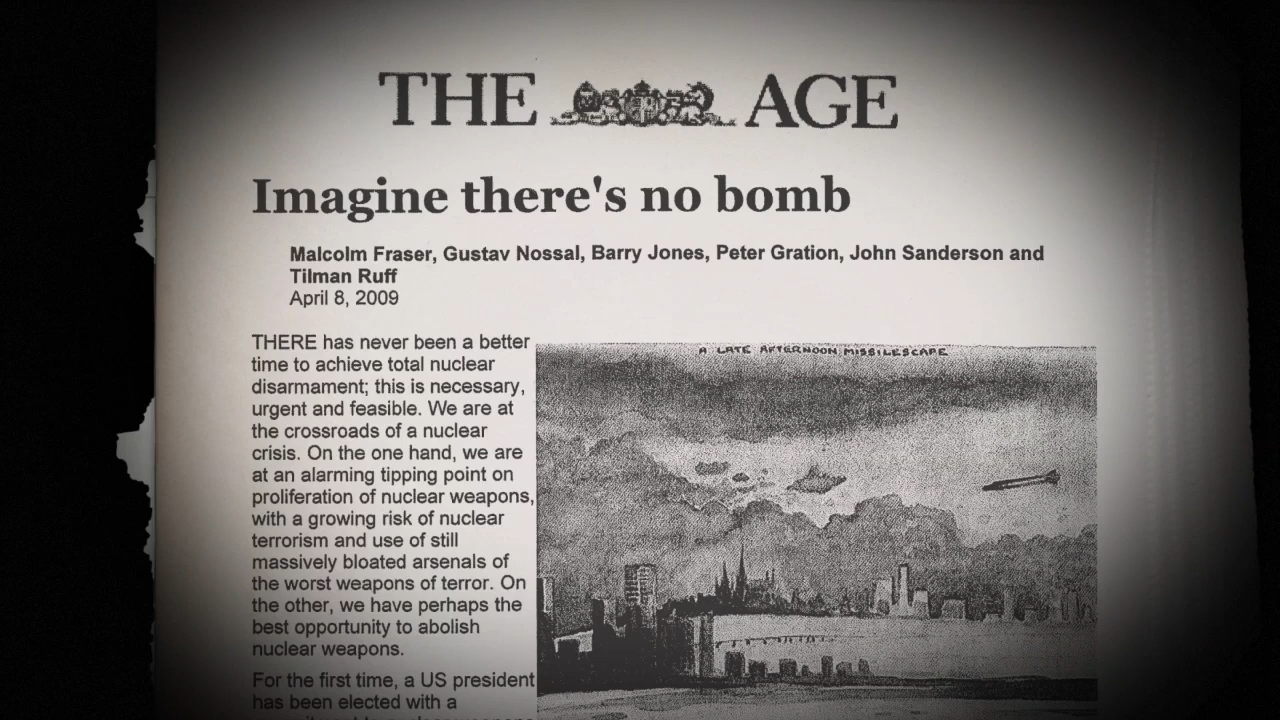 THE AGE
Imagine there's no bomb
Malcolm Fraser, Gustav Nossal, Barry Jones, Peter Gration, John Sanderson and
Tilman Ruff
April 8, 2009
THERE has never been a better
time to achieve total nuclear
disarmament; this is necessary,
urgent and feasible. We are at
the crossroads of a nuclear
crisis. On the one hand, we are
at an alarming tipping point on
proliferation of nuclear weapons,
with a growing risk of nuclear
terrorism and use of still
massively bloated arsenals of
the worst weapons of terror. On
the other, we have perhaps the
best opportunity to abolish
nuclear weapons.
For the first time, a US president
has been elected with a
A LATE AFTERNOON MISSILESCAPE